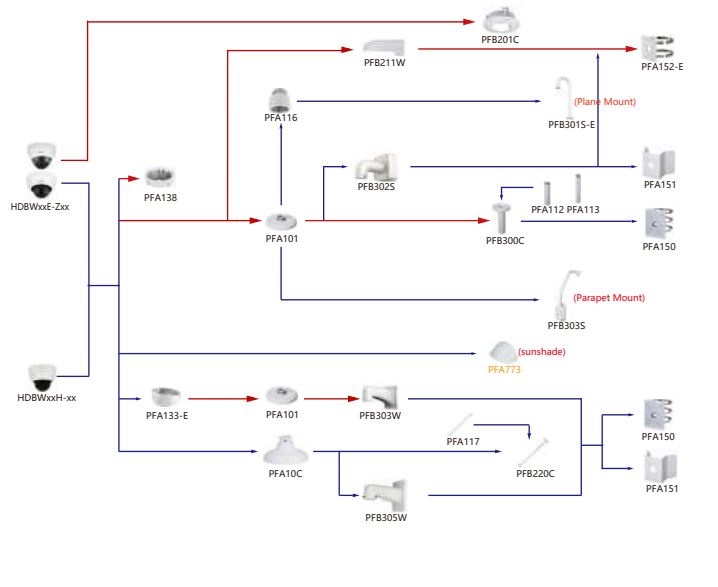 PFB201C
PFB211W
PFA152-E
PFA116
(Plane Mount)
PFB301S-E
HDBWxxE-Zxx
PFA138
PFB302S
PFA151
PFA101
PFA112 PFA113
PFB300C
PFA150
(Parapet Mount)
PFB303S
(sunshade)
PFA773
HDBWxxH-xx
PFA133-E
PFA101
PFB303W
PFA117
PFA150
PFA10C
PFB220C
PFA151
PFB305W